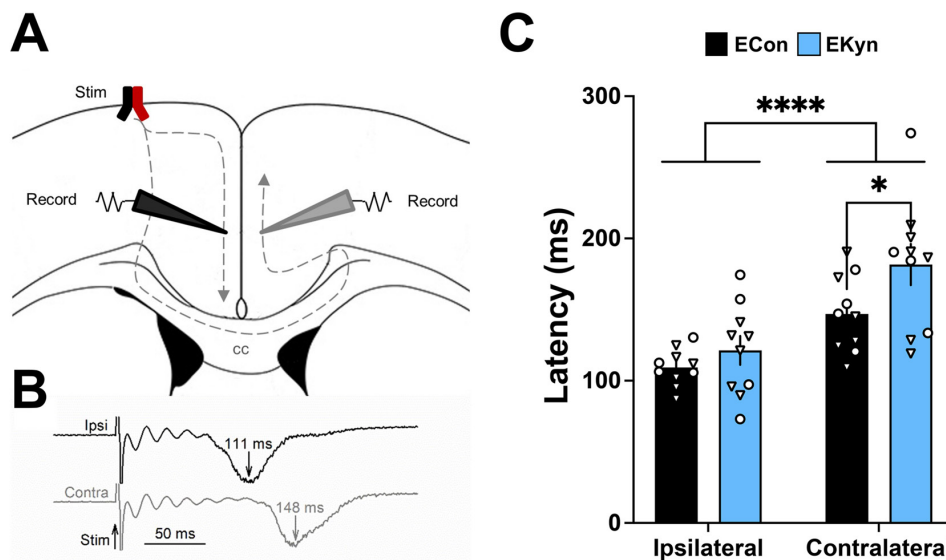 A
Stim
Record
Record
cc
B
Ipsi
111 ms
Contra
148 ms
Stim
50 ms
C
ECon EKyn
****
*
Latency (ms)
300
200
100
0
Ipsilateral Contralatera